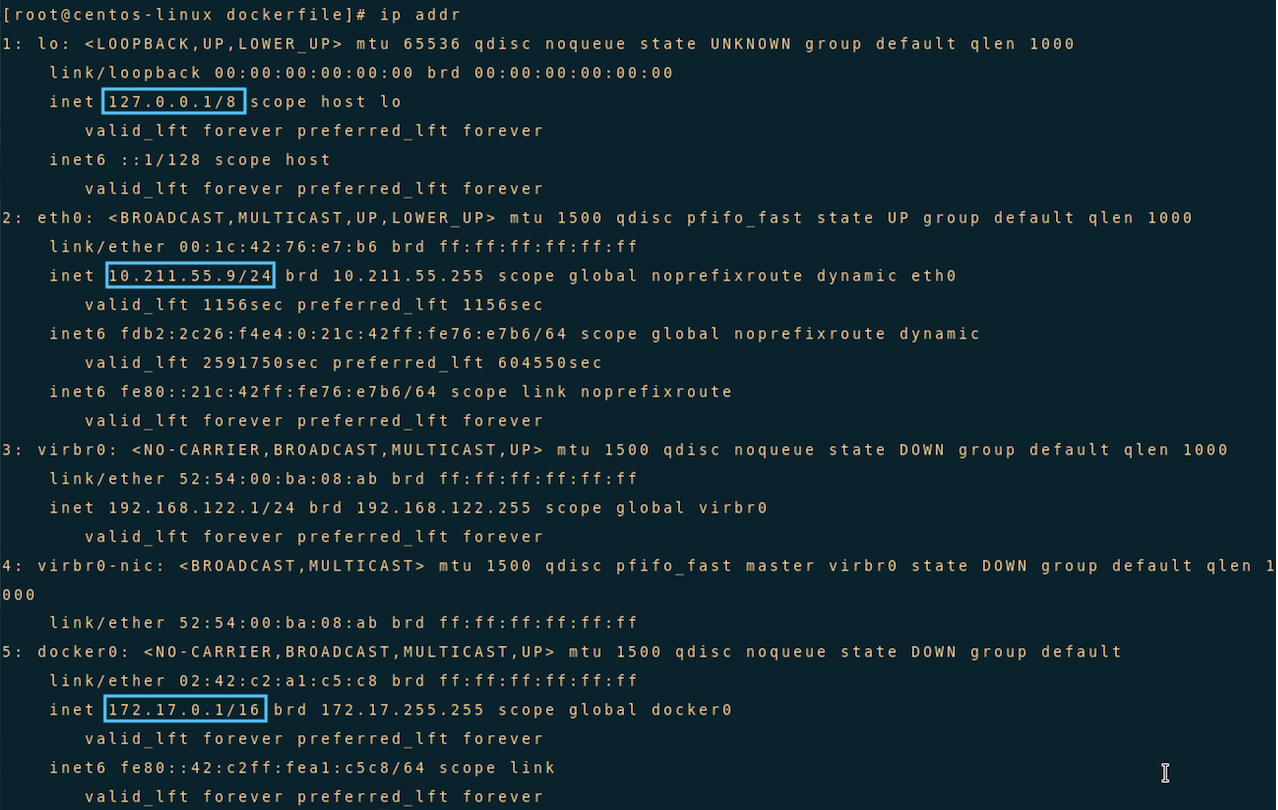 [root@centos-linux dockerfile]# ip addr
1: lo: <LOOPBACK,UP,LOWER_UP> mtu 65536 qdisc noqueue state UNKNOWN group default qlen 1000
    link/loopback 00:00:00:00:00:00 brd 00:00:00:00:00:00
    inet 127.0.0.1/8 scope host lo
       valid_lft forever preferred_lft forever
    inet6 ::1/128 scope host
       valid_lft forever preferred_lft forever
2: eth0: <BROADCAST,MULTICAST,UP,LOWER_UP> mtu 1500 qdisc pfifo_fast state UP group default qlen 1000
    link/ether 00:1c:42:76:e7:b6 brd ff:ff:ff:ff:ff:ff
    inet 10.211.55.9/24 brd 10.211.55.255 scope global noprefixroute dynamic eth0
       valid_lft 1156sec preferred_lft 1156sec
    inet6 fdb2:2c26:f4e4:0:21c:42ff:fe76:e7b6/64 scope global noprefixroute dynamic
       valid_lft 2591750sec preferred_lft 604550sec
    inet6 fe80::21c:42ff:fe76:e7b6/64 scope link noprefixroute
       valid_lft forever preferred_lft forever
3: virbr0: <NO-CARRIER,BROADCAST,MULTICAST,UP> mtu 1500 qdisc noqueue state DOWN group default qlen 1000
    link/ether 52:54:00:ba:08:ab brd ff:ff:ff:ff:ff:ff
    inet 192.168.122.1/24 brd 192.168.122.255 scope global virbr0
       valid_lft forever preferred_lft forever
4: virbr0-nic: <BROADCAST,MULTICAST> mtu 1500 qdisc pfifo_fast master virbr0 state DOWN group default qlen 1
000
    link/ether 52:54:00:ba:08:ab brd ff:ff:ff:ff:ff:ff
5: docker0: <NO-CARRIER,BROADCAST,MULTICAST,UP> mtu 1500 qdisc noqueue state DOWN group default
    link/ether 02:42:c2:a1:c5:c8 brd ff:ff:ff:ff:ff:ff
    inet 172.17.0.1/16 brd 172.17.255.255 scope global docker0
       valid_lft forever preferred_lft forever
    inet6 fe80::42:c2ff:fea1:c5c8/64 scope link
       valid_lft forever preferred_lft forever